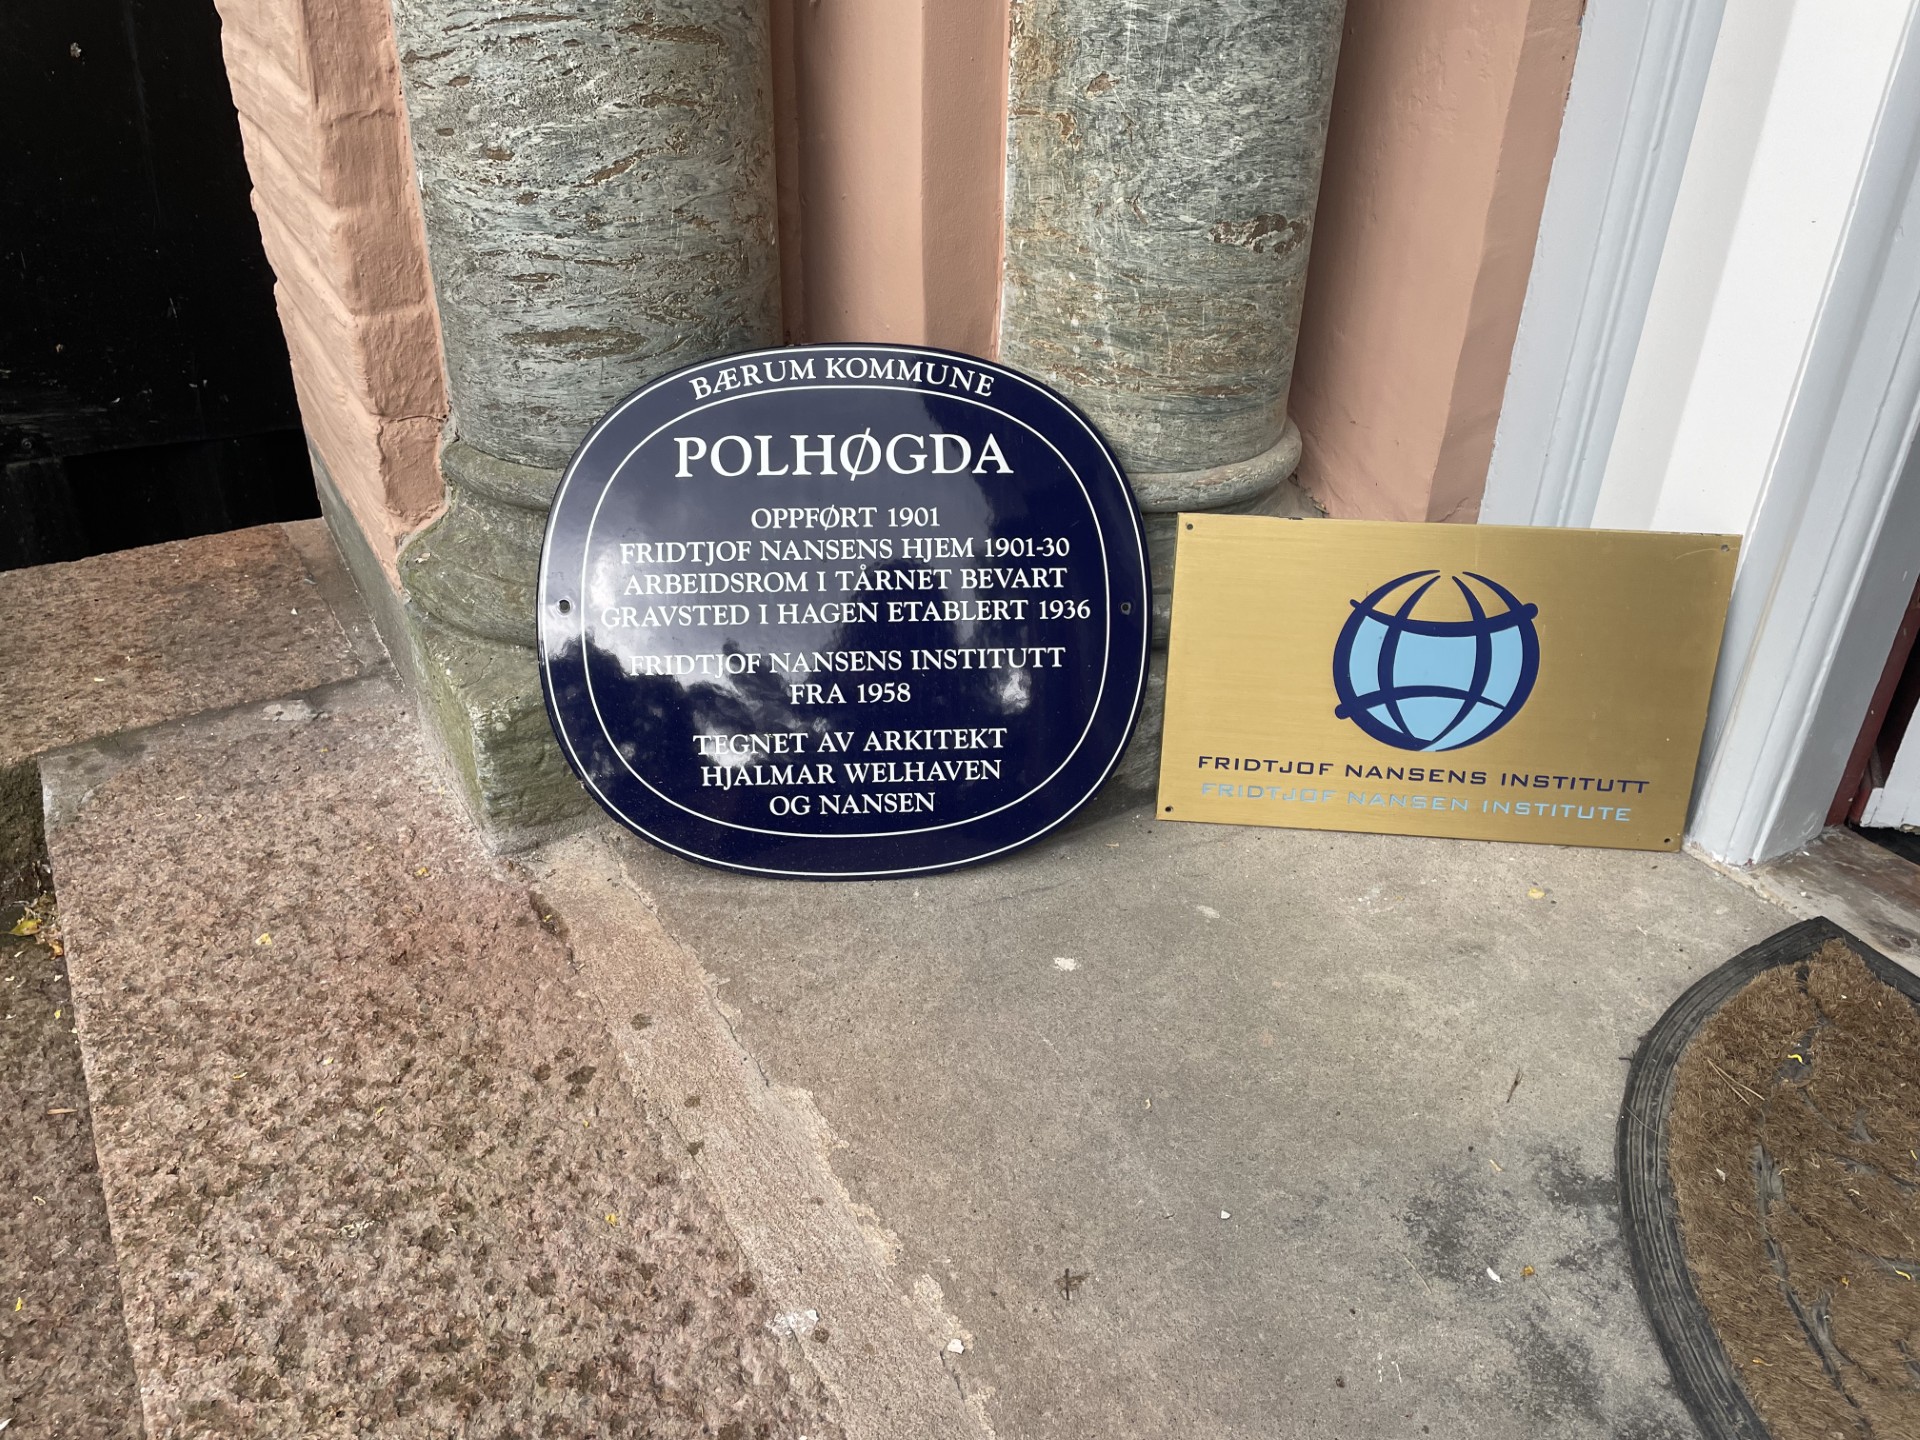 BÆRUM KOMMUNE
POLHØGDA
OPPFØRT 1901
FRIDTJOF NANSENS HJEM 1901-30
ARBEIDSROM I TÅRNET BEVART
GRAVSTED I HAGEN ETABLERT 1936
FRIDTJOF NANSENS INSTITUTT
FRA 1958
TEGNET AV ARKITEKT
HJALMAR WELHAVEN
OG NANSEN
FRIDTJOF NANSENS INSTITUTT
FRIDTJOF NANSEN INSTITUTE